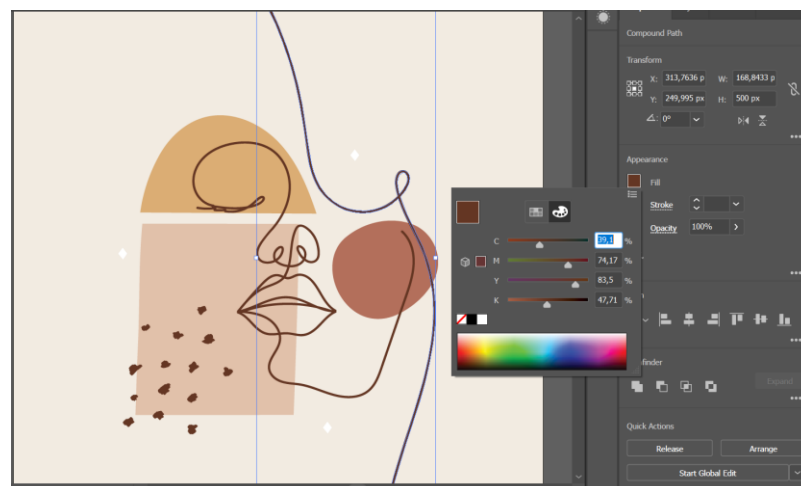 Compound Path
Transform
X: 313,7636 p W: 168,8433 p
Y: 249,995 px H: 500 px
0°
Appearance
Fill
Stroke
Opacity 100%
C 39,1 %
M 74,17 %
Y 83,5 %
K 47,71 %
finder
Expand
Quick Actions
Release Arrange
Start Global Edit